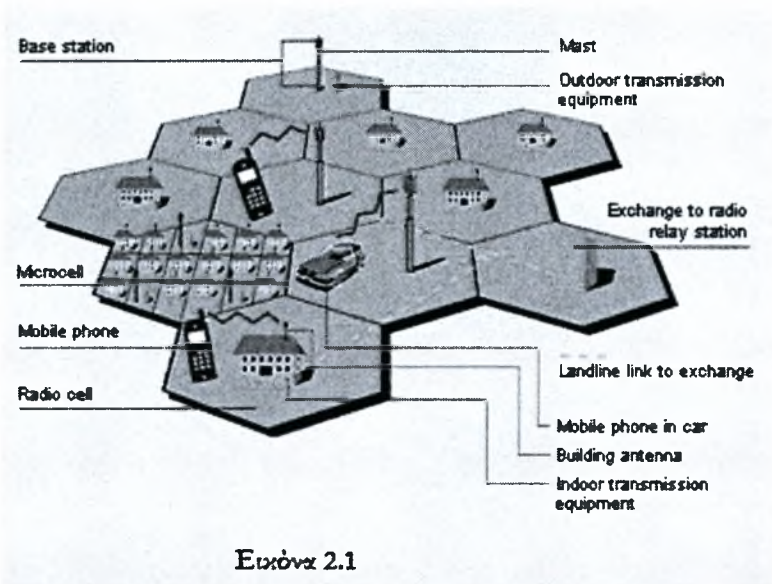 Base station
Mast
Outdoor transmission
equipment
Exchange to radio
relay station
Microcell
Mobile phone
Radio cell
Landline link to exchange
Mobile phone in car
Building antenna
Indoor transmission
equipment
Εικόνα 2.1